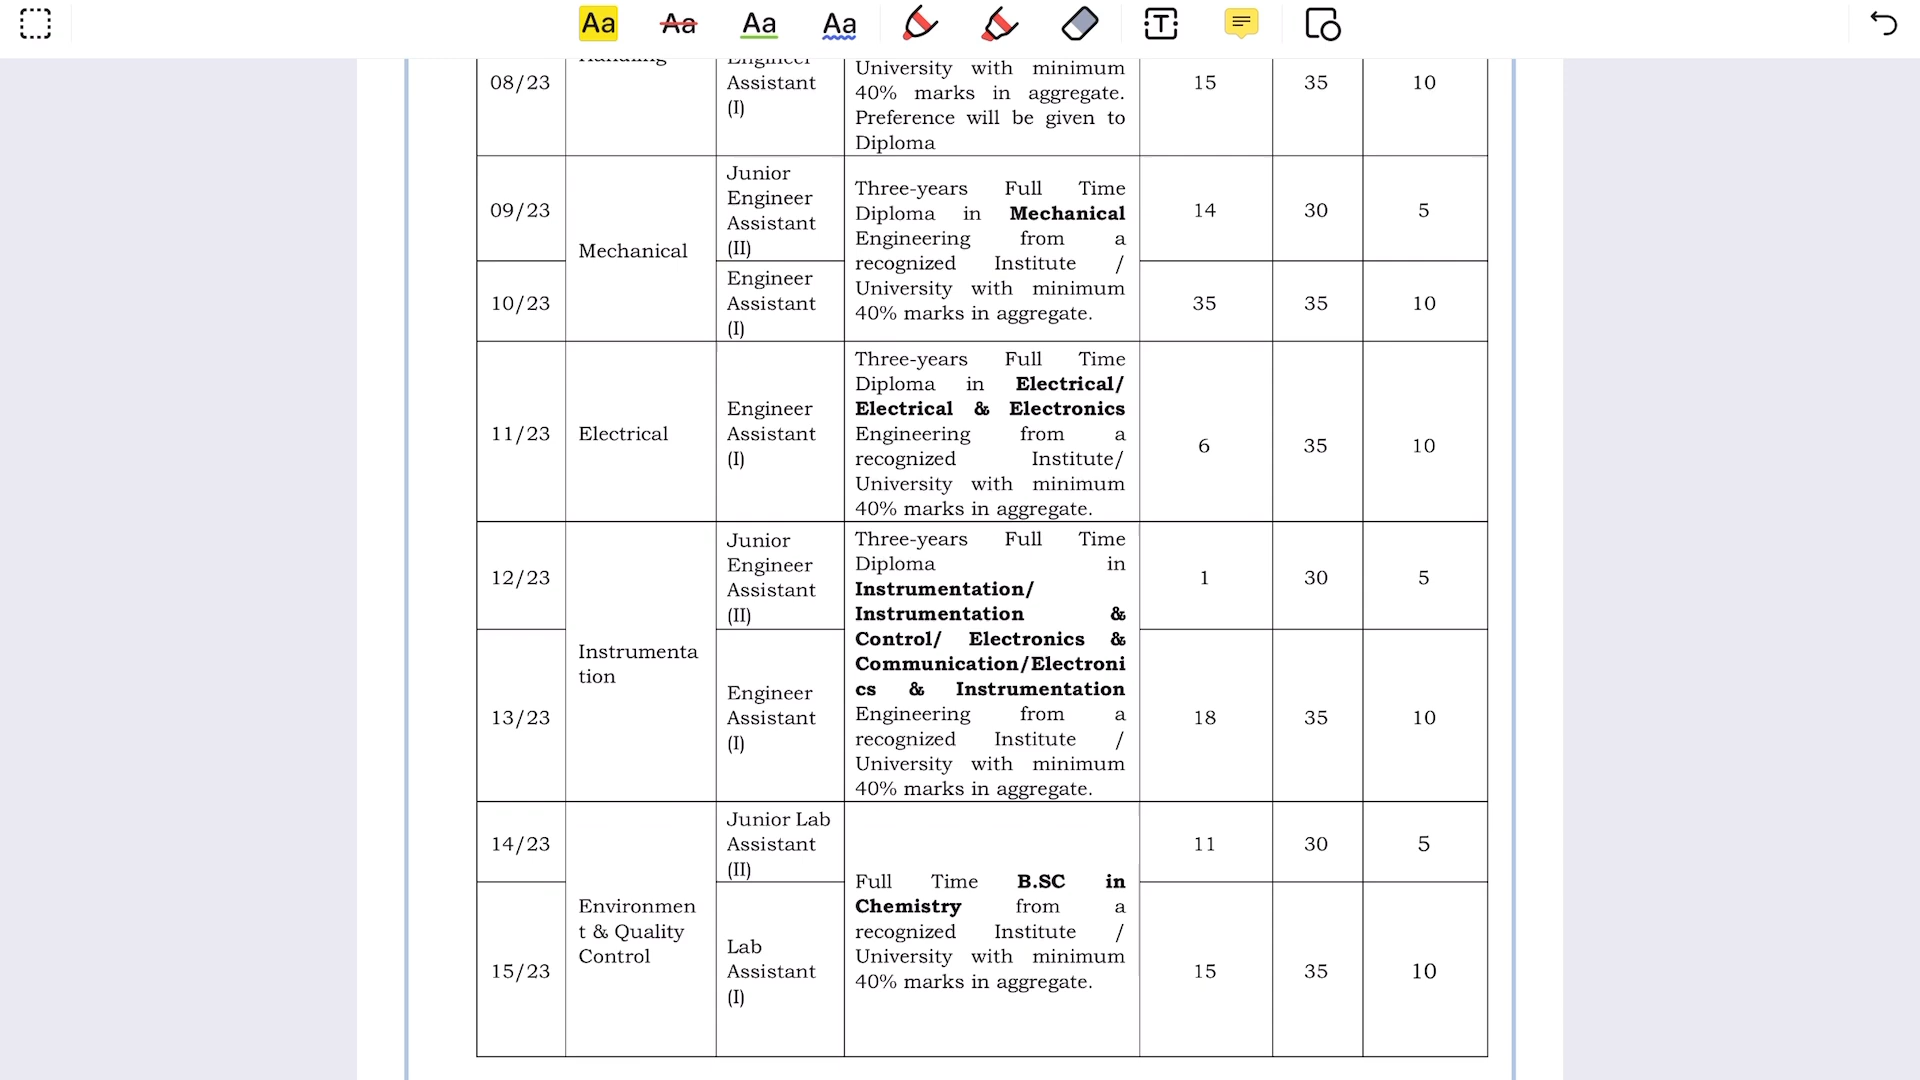 Aa Aa Aa Aa T
08/23 Handling Engineer Assistant (I) University with minimum 40% marks in aggregate. Preference will be given to Diploma 15 35 10
09/23 Mechanical Junior Engineer Assistant (II) Three-years Full Time Diploma in Mechanical Engineering from a recognized Institute / University with minimum 40% marks in aggregate. 14 30 5
10/23 Engineer Assistant (I) 35 35 10
11/23 Electrical Engineer Assistant (I) Three-years Full Time Diploma in Electrical/ Electrical & Electronics Engineering from a recognized Institute/ University with minimum 40% marks in aggregate. 6 35 10
12/23 Instrumenta tion Junior Engineer Assistant (II) Three-years Full Time Diploma in Instrumentation/ Instrumentation & Control/ Electronics & Communication/Electroni cs & Instrumentation Engineering from a recognized Institute / University with minimum 40% marks in aggregate. 1 30 5
13/23 Engineer Assistant (I) 18 35 10
14/23 Environmen t & Quality Control Junior Lab Assistant (II) Full Time B.SC in Chemistry from a recognized Institute / University with minimum 40% marks in aggregate. 11 30 5
15/23 Lab Assistant (I) 15 35 10